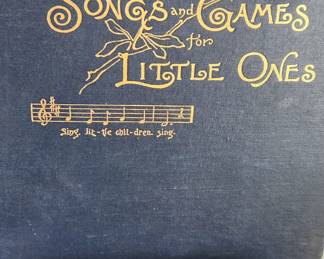 Songs and Games
for
Little Ones
Sing, lit-tle chil-dren, sing.